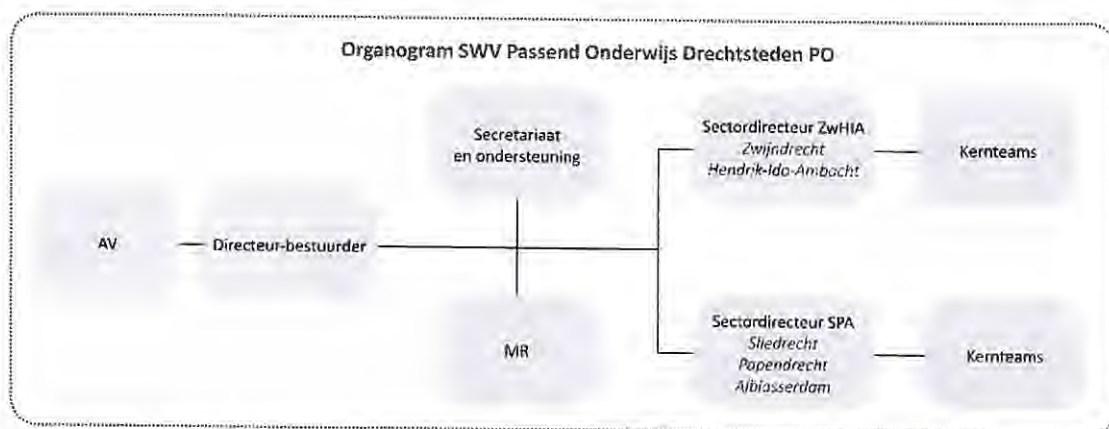 Organogram SWV Passend Onderwijs Drechtsteden PO
Secretariaat
en ondersteuning
Sectordirecteur ZwHIA
Zwijndrecht
Hendrik-Ido-Ambacht
Kernteams
AV
Directeur-bestuurder
MR
Sectordirecteur SPA
Sliedrecht
Papendrecht
Alblasserdam
Kernteams